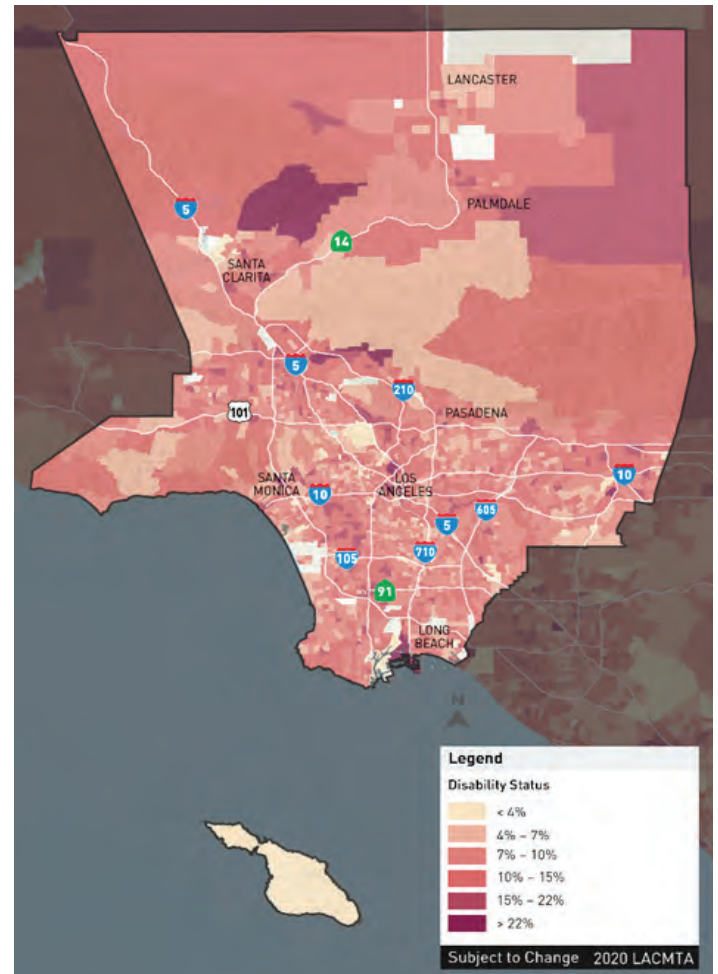 LANCASTER
PALMDALE
5
14
SANTA
CLARITA
5
210
101
PASADENA
SANTA
MONICA
LOS
ANGELES
10
10
605
5
105
710
91
LONG
BEACH
N
Legend
Disability Status
< 4%
4% – 7%
7% – 10%
10% – 15%
15% – 22%
> 22%
Subject to Change 2020 LACMTA